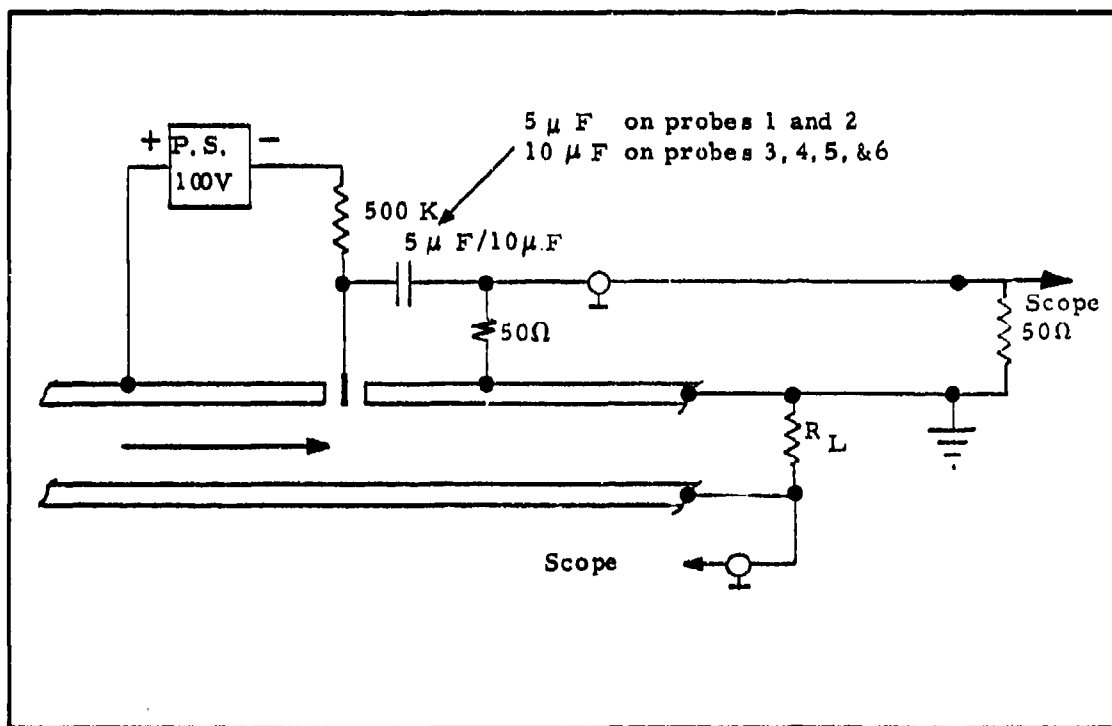 5 μ F on probes 1 and 2
10 μ F on probes 3, 4, 5, &6
+ P. S. −
100V
500 K
5 μ F/10μ.F
50Ω
Scope
50Ω
R L
Scope